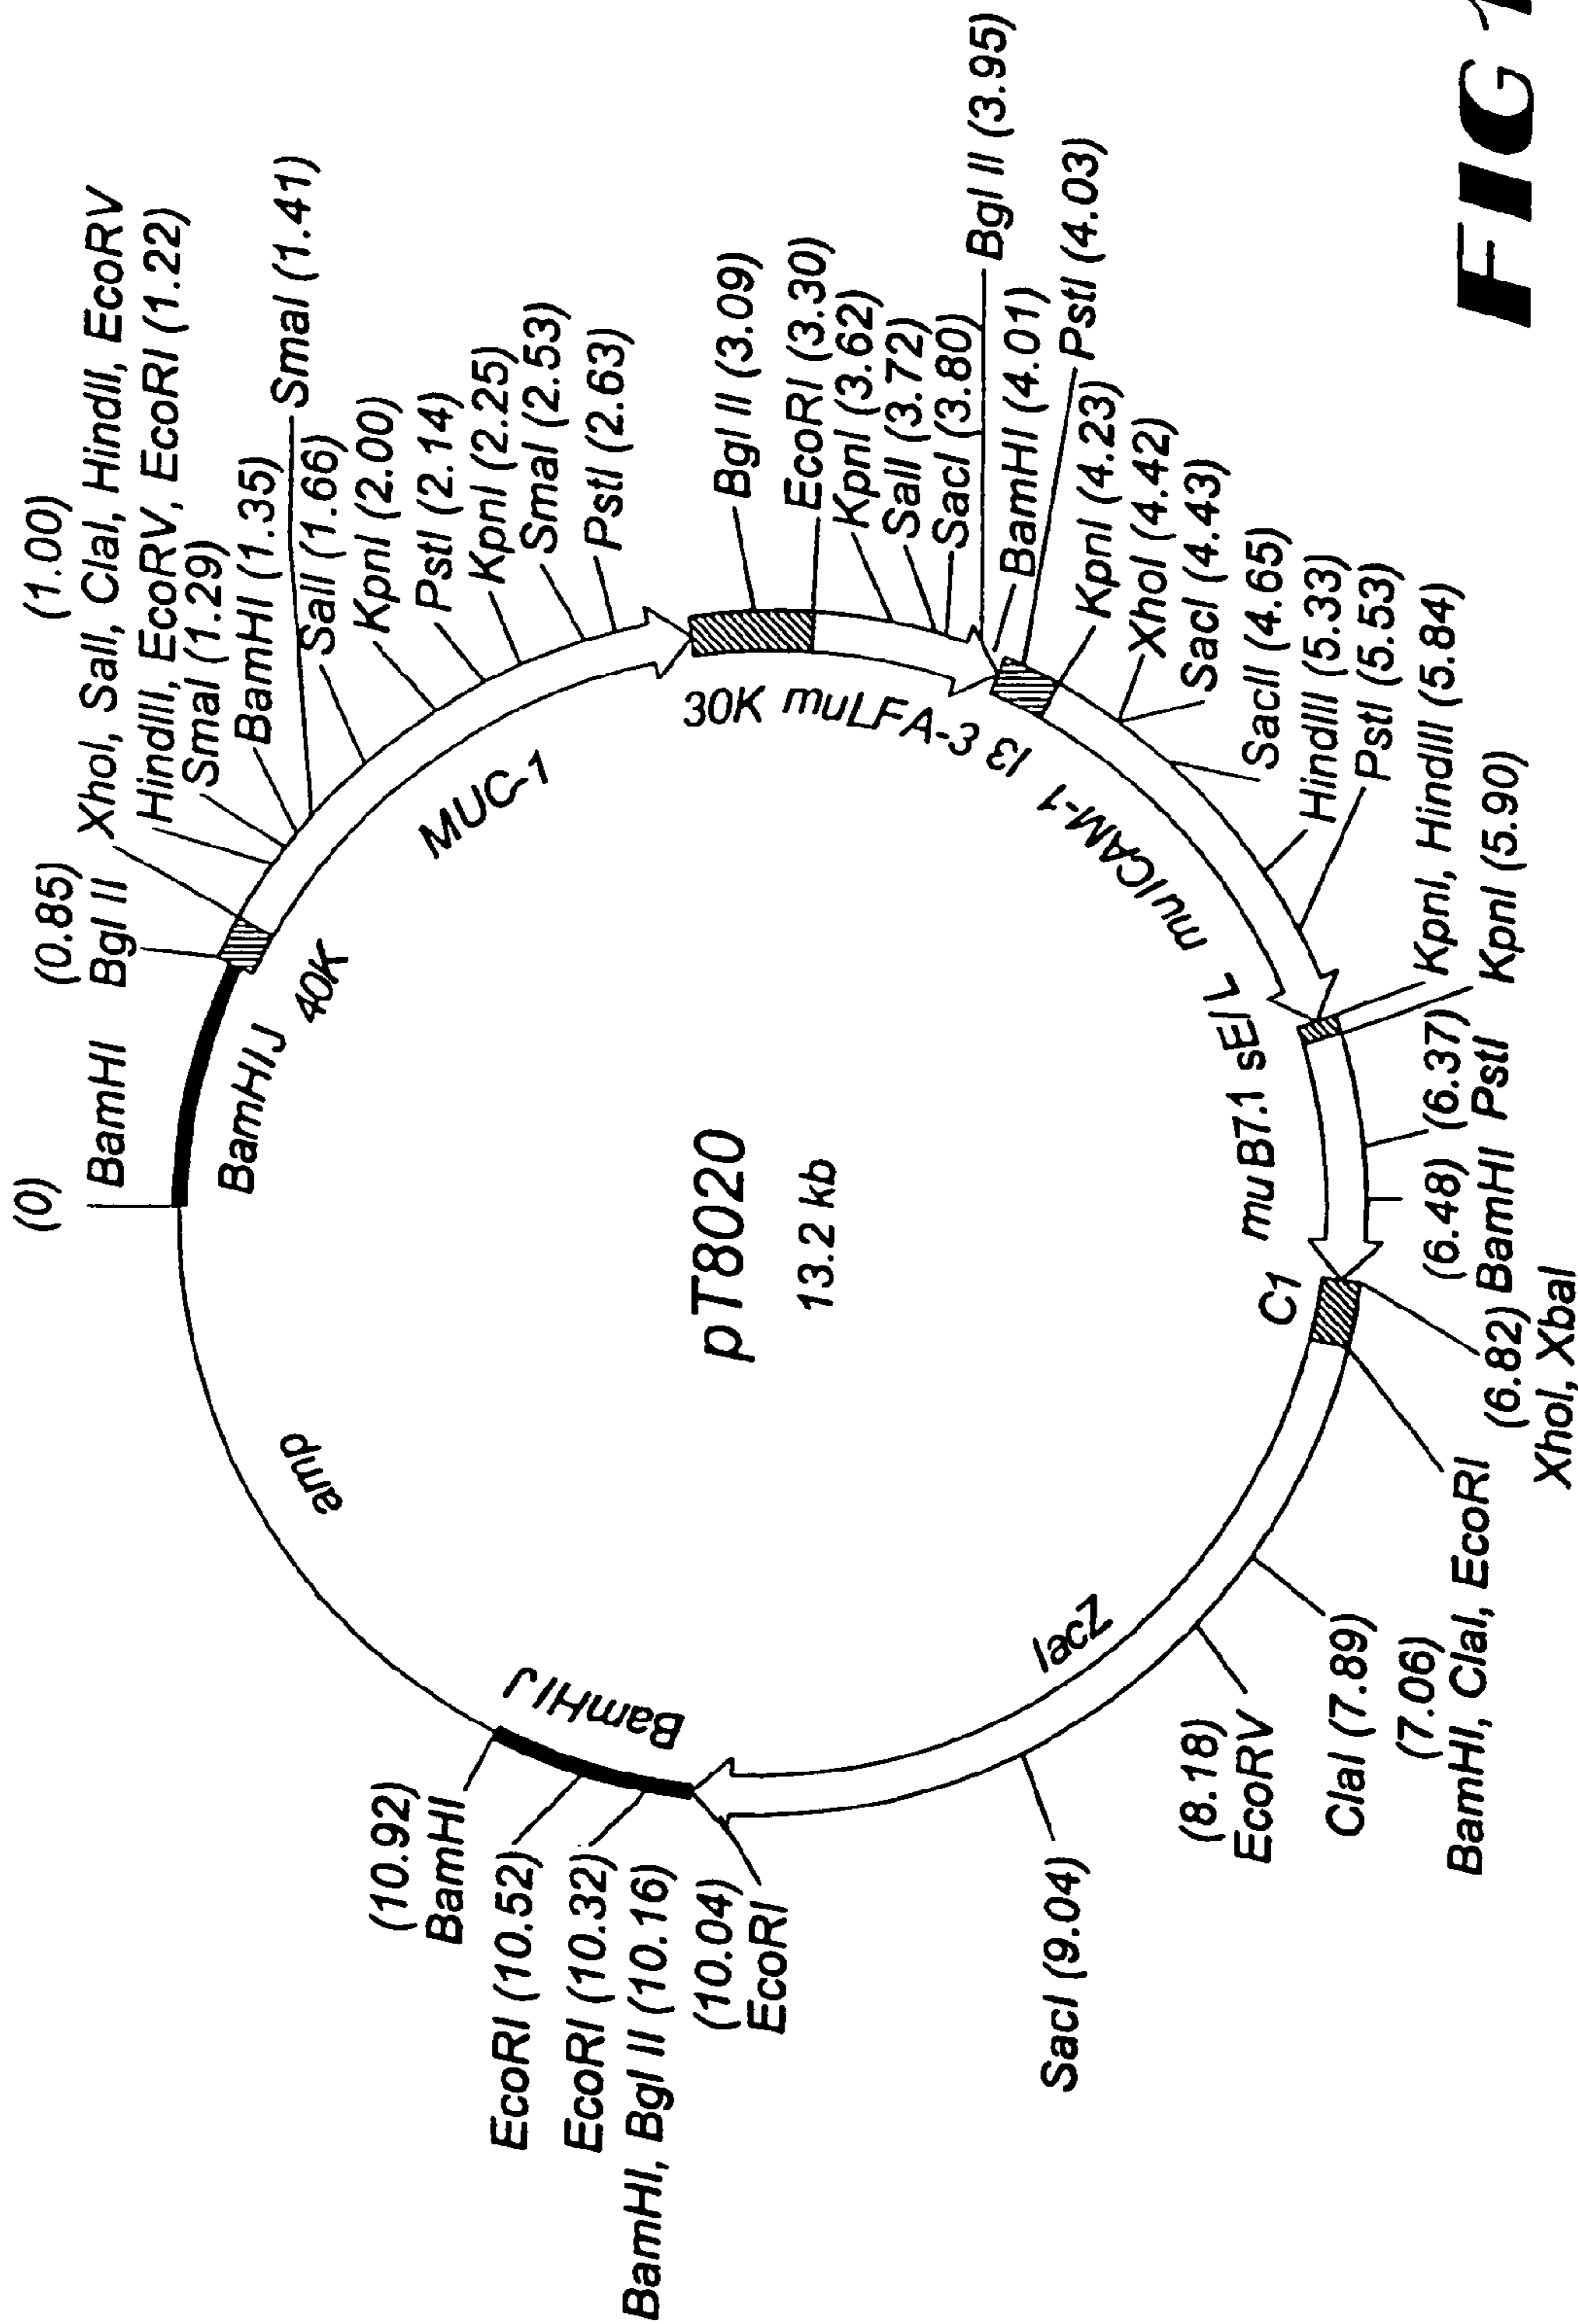 (0)
BamHI
(0.85)
Bgl II
(1.00)
XhoI, SalI, ClaI, HindII, EcoRV
HindIII, EcoRV, EcoRI (1.22)
SmaI (1.29)
BamHI (1.35)
SmaI (1.41)
SalI (1.66)
KpnI (2.00)
PstI (2.14)
KpnI (2.25)
SmaI (2.53)
PstI (2.63)
Bgl II (3.09)
EcoRI (3.30)
KpnI (3.62)
SalI (3.72)
SacI (3.80)
Bgl II (3.95)
BamHI (4.01)
PstI (4.03)
KpnI (4.23)
XhoI (4.42)
SacI (4.43)
SacII (4.65)
HindIII (5.33)
PstI (5.53)
KpnI, HindIII (5.84)
KpnI (5.90)
(6.37)
PstI
(6.48)
BamHI
(6.82)
XhoI, XbaI
(7.06)
BamHI, ClaI, EcoRI
ClaI (7.89)
(8.18)
EcoRV
SacI (9.04)
(10.04)
EcoRI
BamHI, Bgl II (10.16)
EcoRI (10.32)
EcoRI (10.52)
(10.92)
BamHI
BamHIJ
40K
MUC-1
30K
muLFA-3
I3
muICAM-1
sE/L
muB7.1
C1
lacZ
BamHIJ
amp
pT8020
13.2 kb
FIG